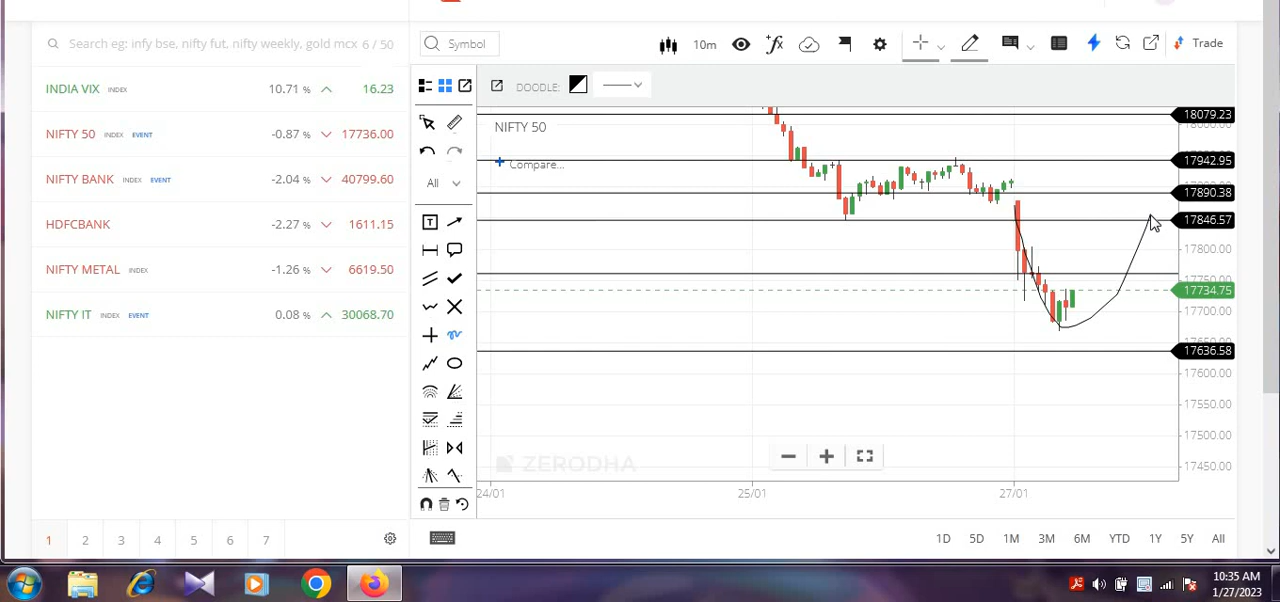 Search eg: infy bse, nifty fut, nifty weekly, gold mcx 6 / 50
INDIA VIX INDEX 10.71 % 16.23
NIFTY 50 INDEX EVENT -0.87 % 17736.00
NIFTY BANK INDEX EVENT -2.04 % 40799.60
HDFCBANK -2.27 % 1611.15
NIFTY METAL INDEX -1.26 % 6619.50
NIFTY IT INDEX EVENT 0.08 % 30068.70
1 2 3 4 5 6 7
Symbol 10m Trade
DOODLE:
All
T
NIFTY 50
Compare...
18079.23
17942.95
17890.38
17846.57
17800.00
17734.75
17700.00
17636.58
17600.00
17550.00
17500.00
17450.00
ZERODHA
24/01 25/01 27/01
1D 5D 1M 3M 6M YTD 1Y 5Y All
10:35 AM
1/27/2023